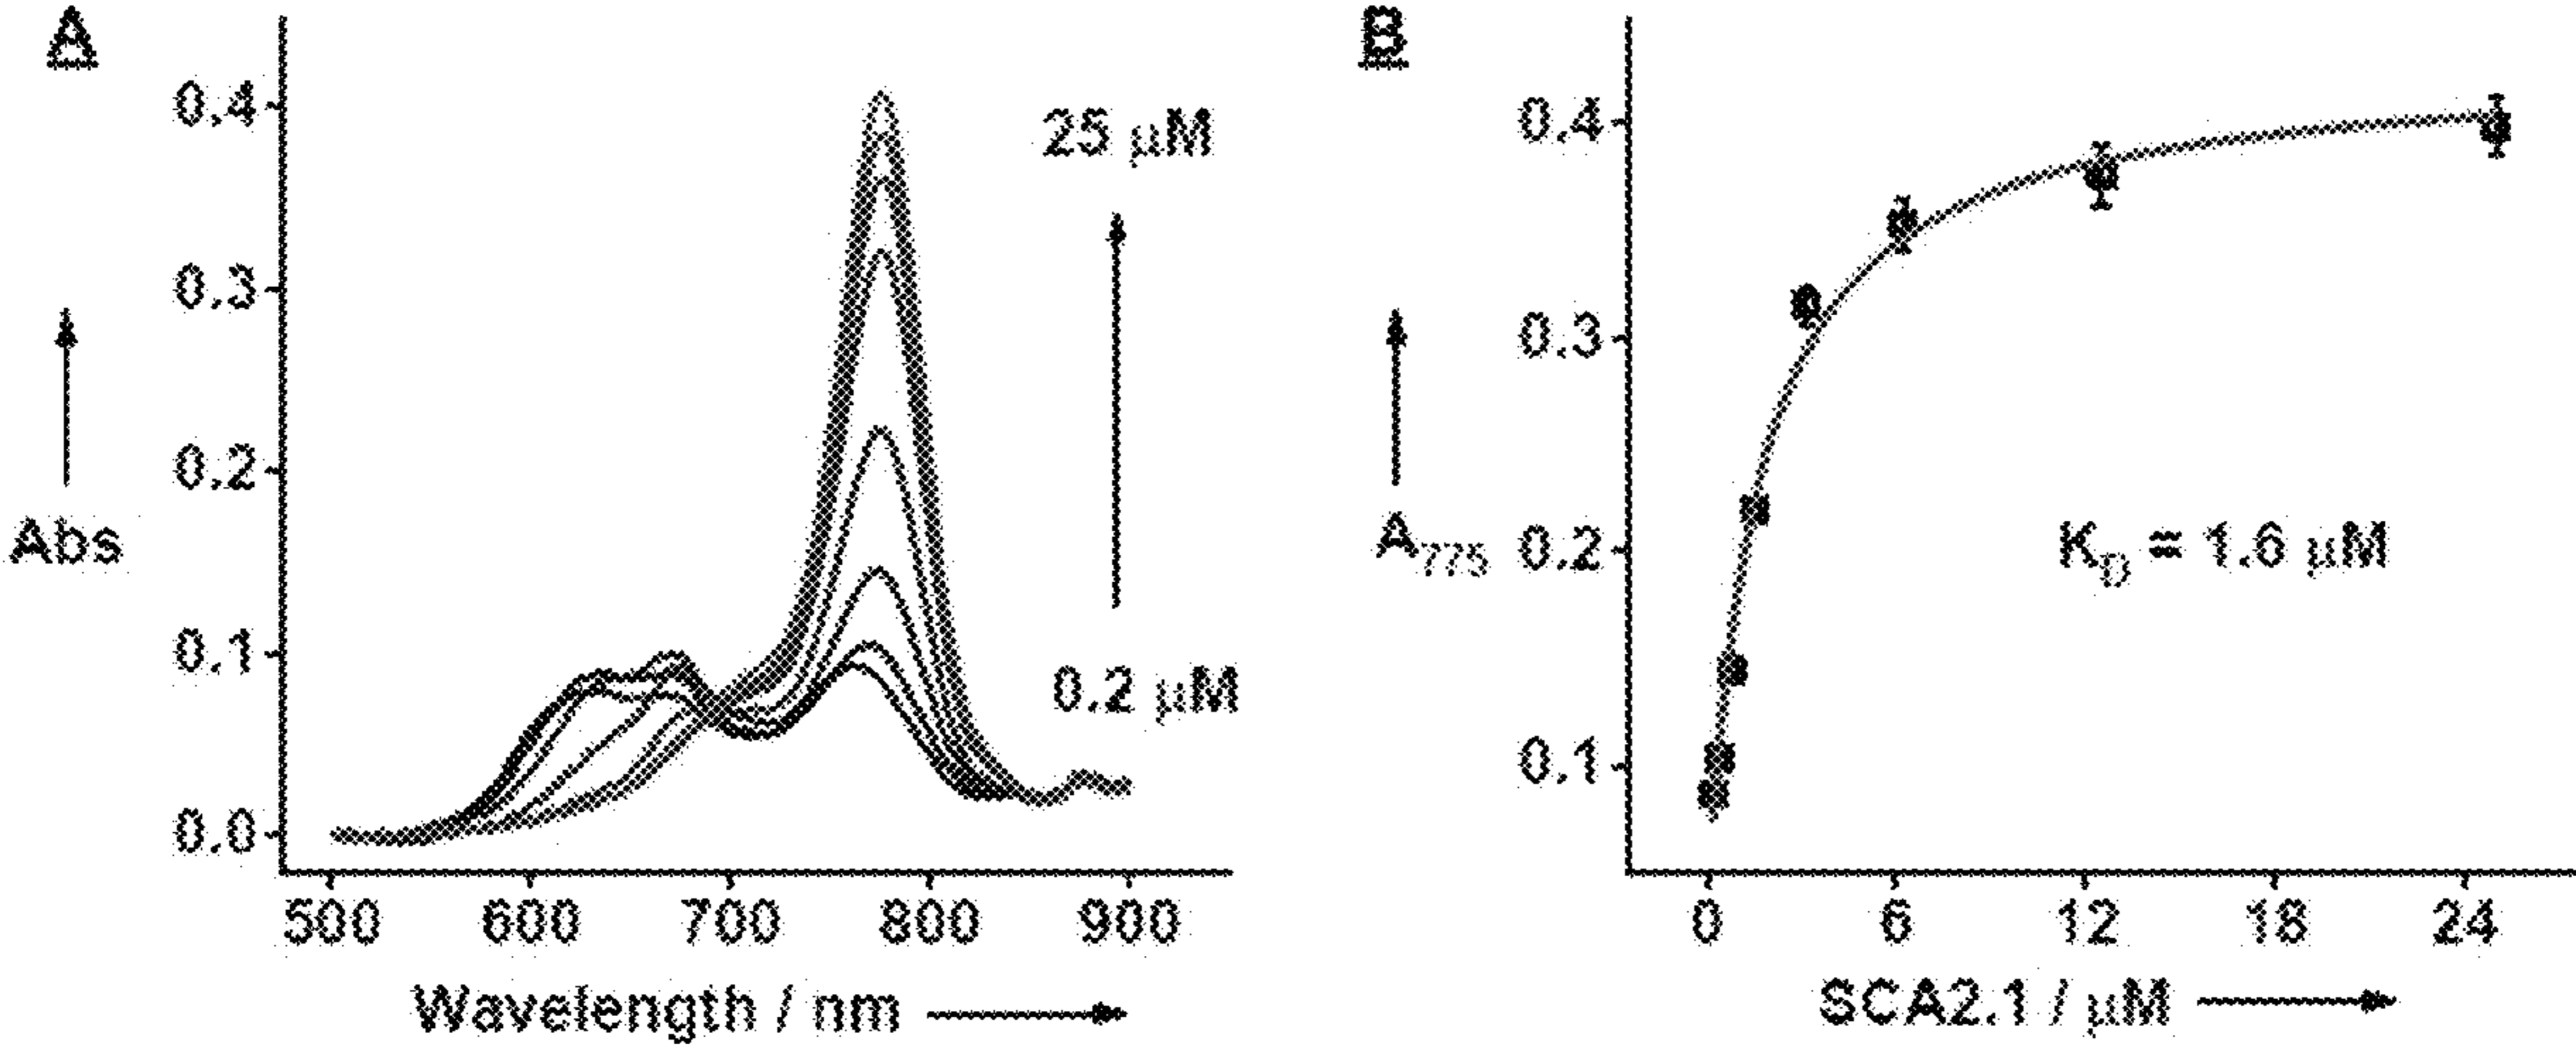 A
0.4
0.3
0.2
0.1
0.0
Abs
25 μM
0.2 μM
500 600 700 800 900
Wavelength / nm
B
0.4
0.3
0.2
0.1
A775
KD = 1.6 μM
0 6 12 18 24
SCA2.1 / μM